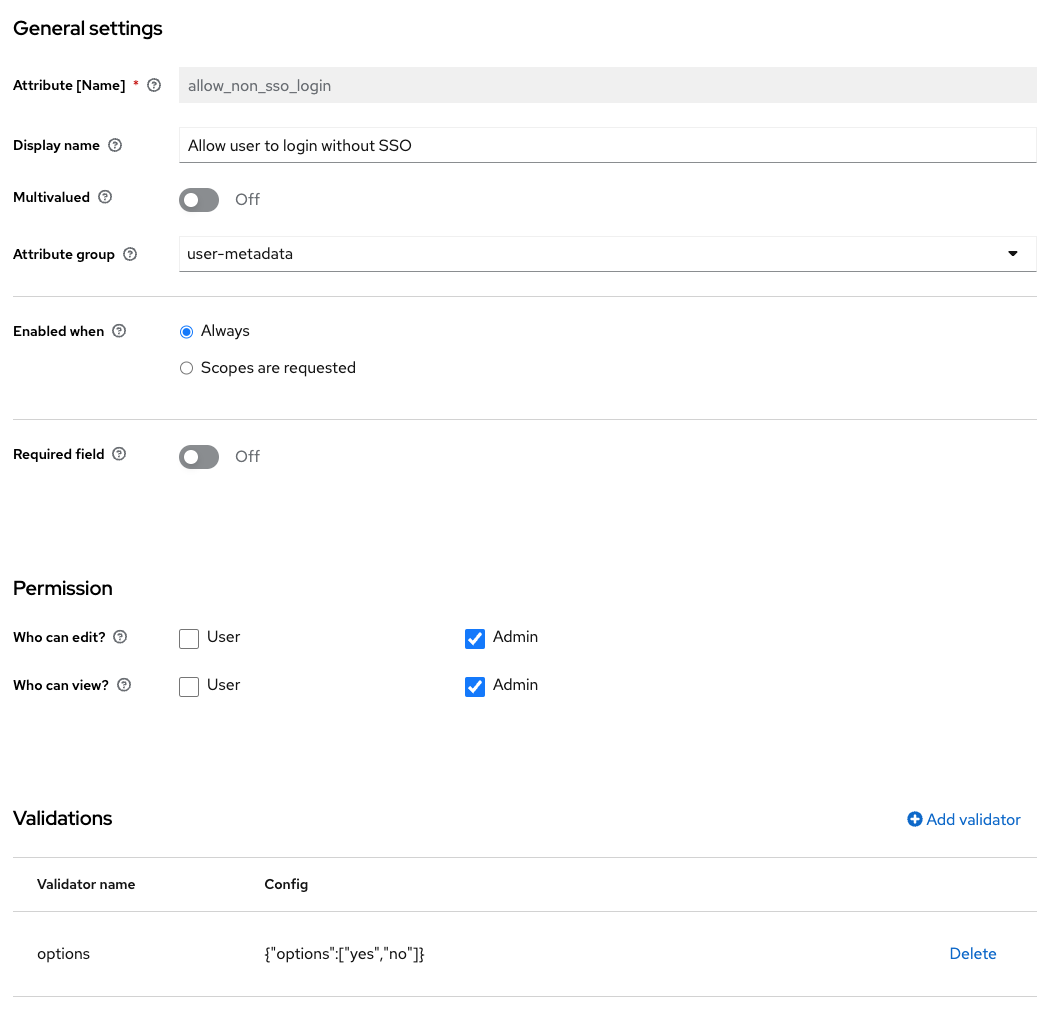 General settings
Attribute [Name] * allow_non_sso_login
Display name Allow user to login without SSO
Multivalued Off
Attribute group user-metadata
Enabled when Always
Scopes are requested
Required field Off
Permission
Who can edit? User Admin
Who can view? User Admin
Validations Add validator
Validator name Config
options {"options":["yes","no"]} Delete